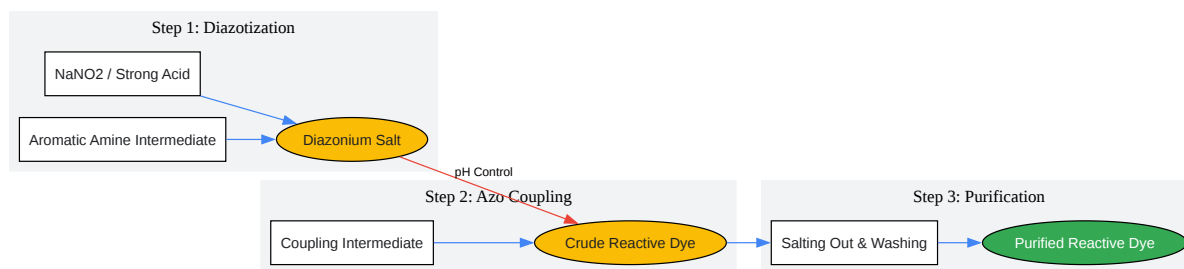 Step 1: Diazotization
NaNO2 / Strong Acid
Aromatic Amine Intermediate
Diazonium Salt
pH Control
Step 2: Azo Coupling
Coupling Intermediate
Crude Reactive Dye
Step 3: Purification
Salting Out & Washing
Purified Reactive Dye